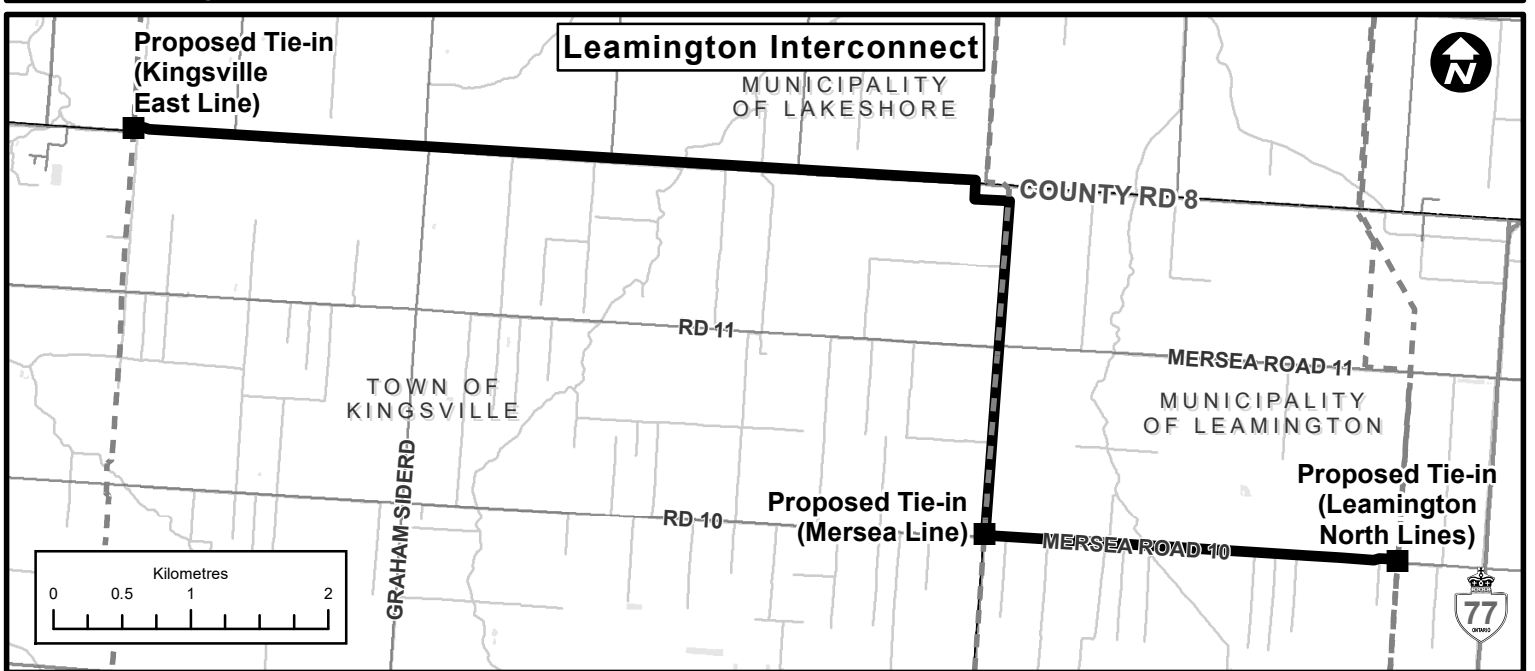 Proposed Tie-in
(Kingsville
East Line)
Leamington Interconnect
MUNICIPALITY
OF LAKESHORE
N
COUNTY RD 8
RD 11
MERSEA ROAD 11
TOWN OF
KINGSVILLE
MUNICIPALITY
OF LEAMINGTON
GRAHAM SIDERD
RD 10
Proposed Tie-in
(Mersea Line)
MERSEA ROAD 10
Proposed Tie-in
(Leamington
North Lines)
Kilometres
0 0.5 1 2
77
ONTARIO